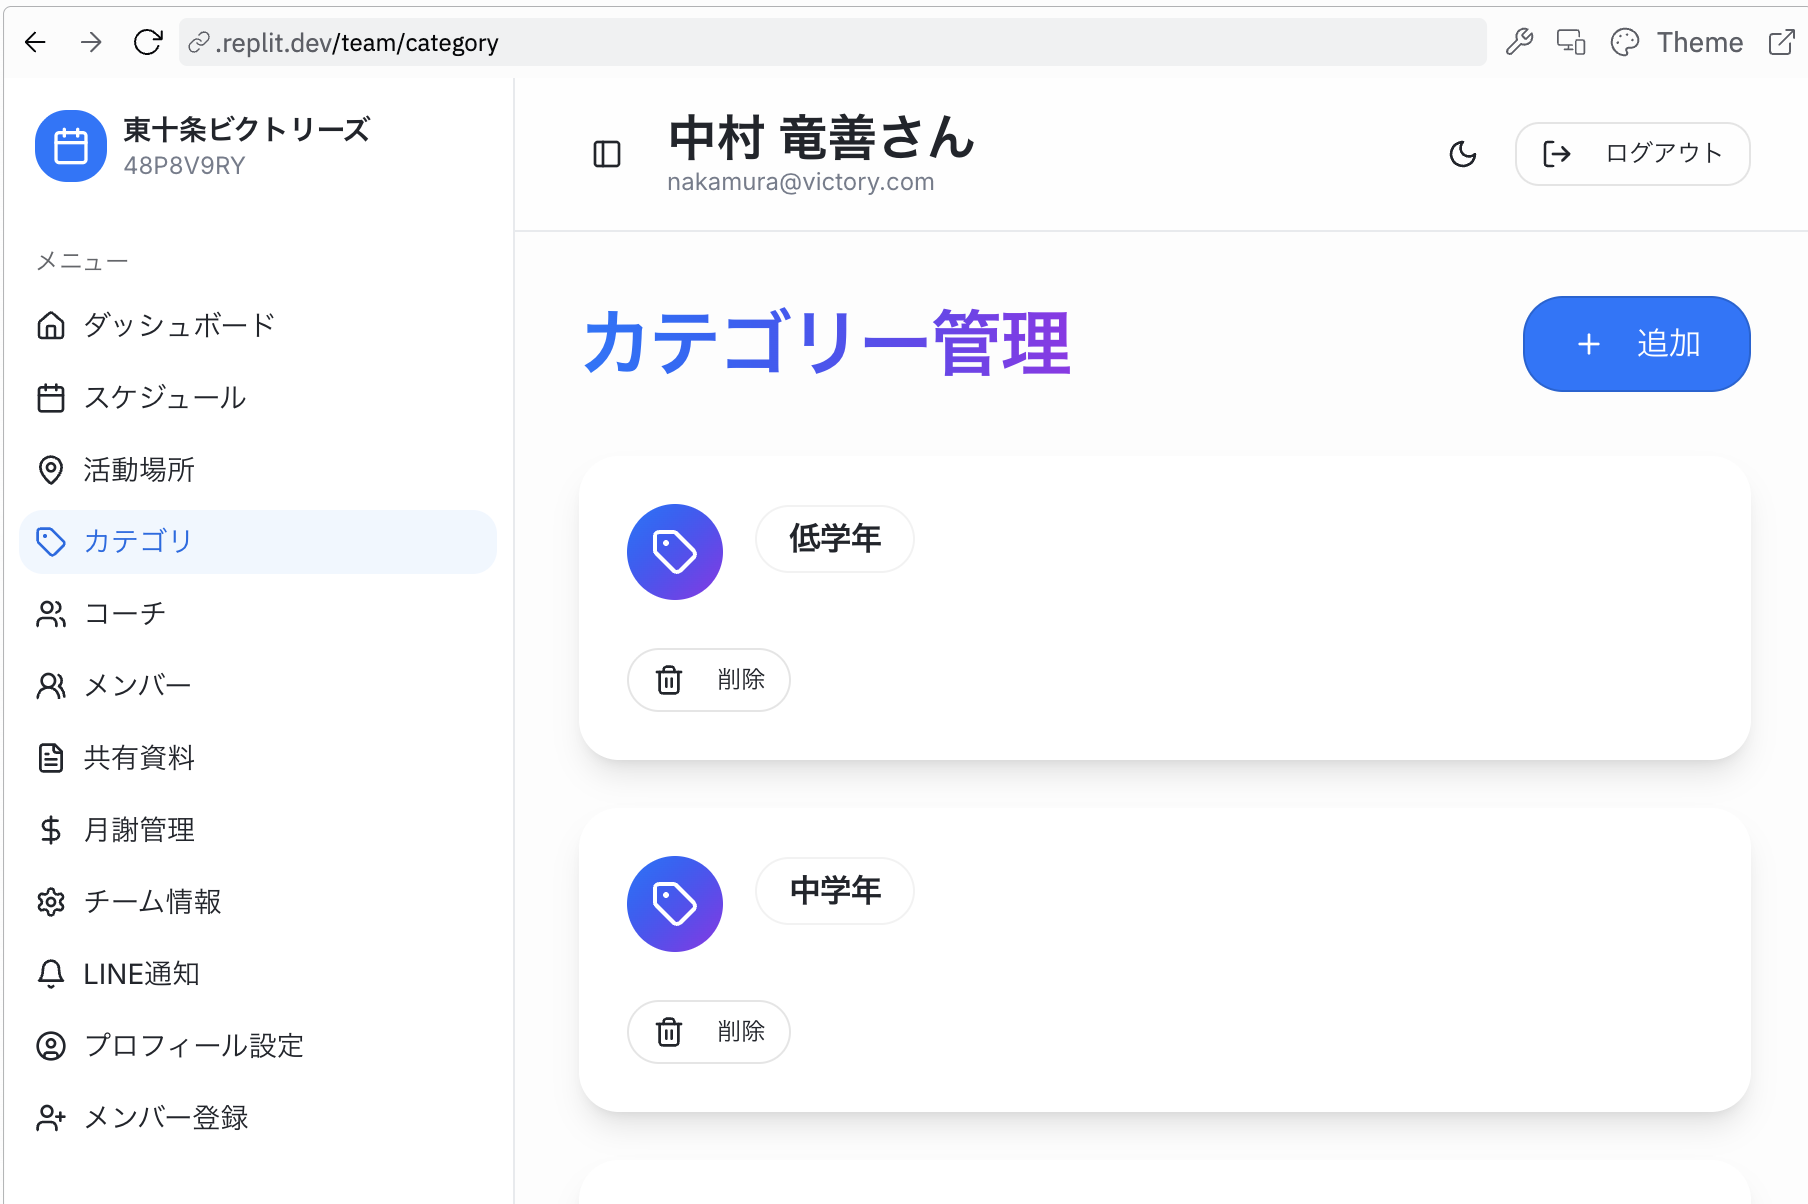 .replit.dev/team/category
Theme
東十条ビクトリーズ
48P8V9RY
メニュー
ダッシュボード
スケジュール
活動場所
カテゴリ
コーチ
メンバー
共有資料
月謝管理
チーム情報
LINE通知
プロフィール設定
メンバー登録
中村 竜善さん
nakamura@victory.com
ログアウト
カテゴリー管理
追加
低学年
削除
中学年
削除